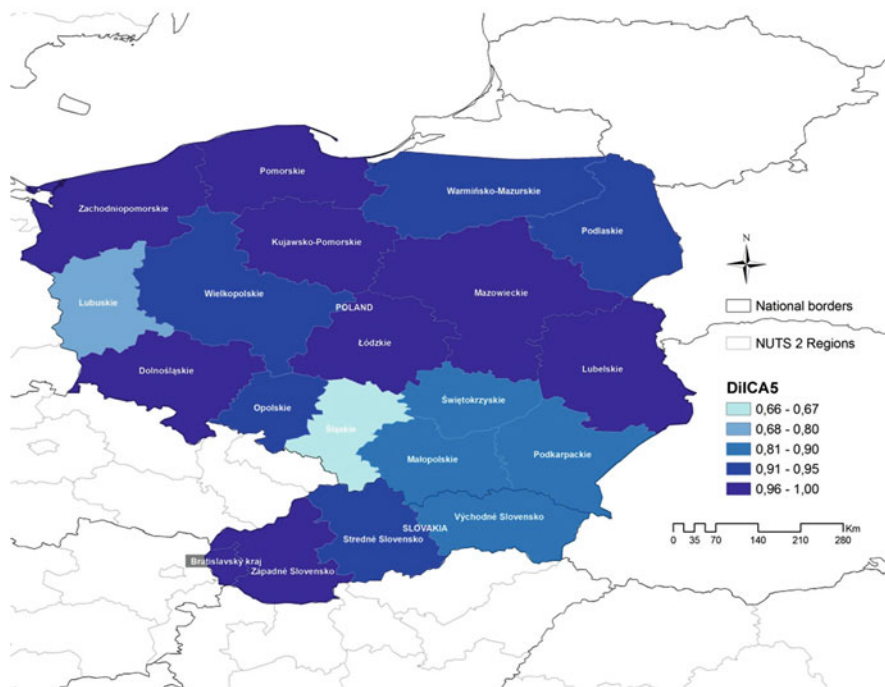 Pomorskie
Warmińsko-Mazurskie
Zachodniopomorskie
Podlaskie
Kujawsko-Pomorskie
N
Lubuskie
Wielkopolskie
Mazowieckie
POLAND
National borders
Łódzkie
NUTS 2 Regions
Dolnośląskie
Lubelskie
DiICA5
Opolskie
Świętokrzyskie
0,66 - 0,67
Śląskie
0,68 - 0,80
Małopolskie
Podkarpackie
0,81 - 0,90
0,91 - 0,95
0,96 - 1,00
Východné Slovensko
SLOVAKIA
Stredné Slovensko
Bratislavský kraj
Západné Slovensko
Km
0 35 70 140 210 280